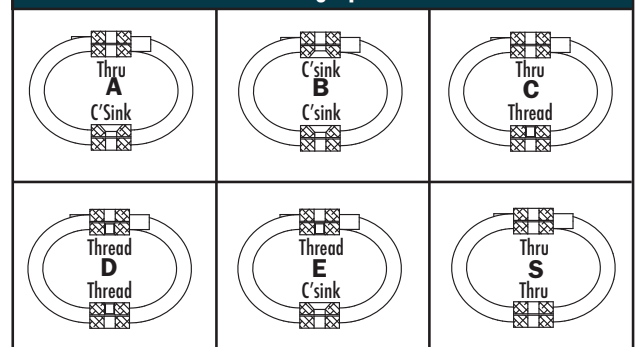 Thru
A
C'Sink
C'sink
B
C'sink
Thru
C
Thread
Thread
D
Thread
Thread
E
C'sink
Thru
S
Thru